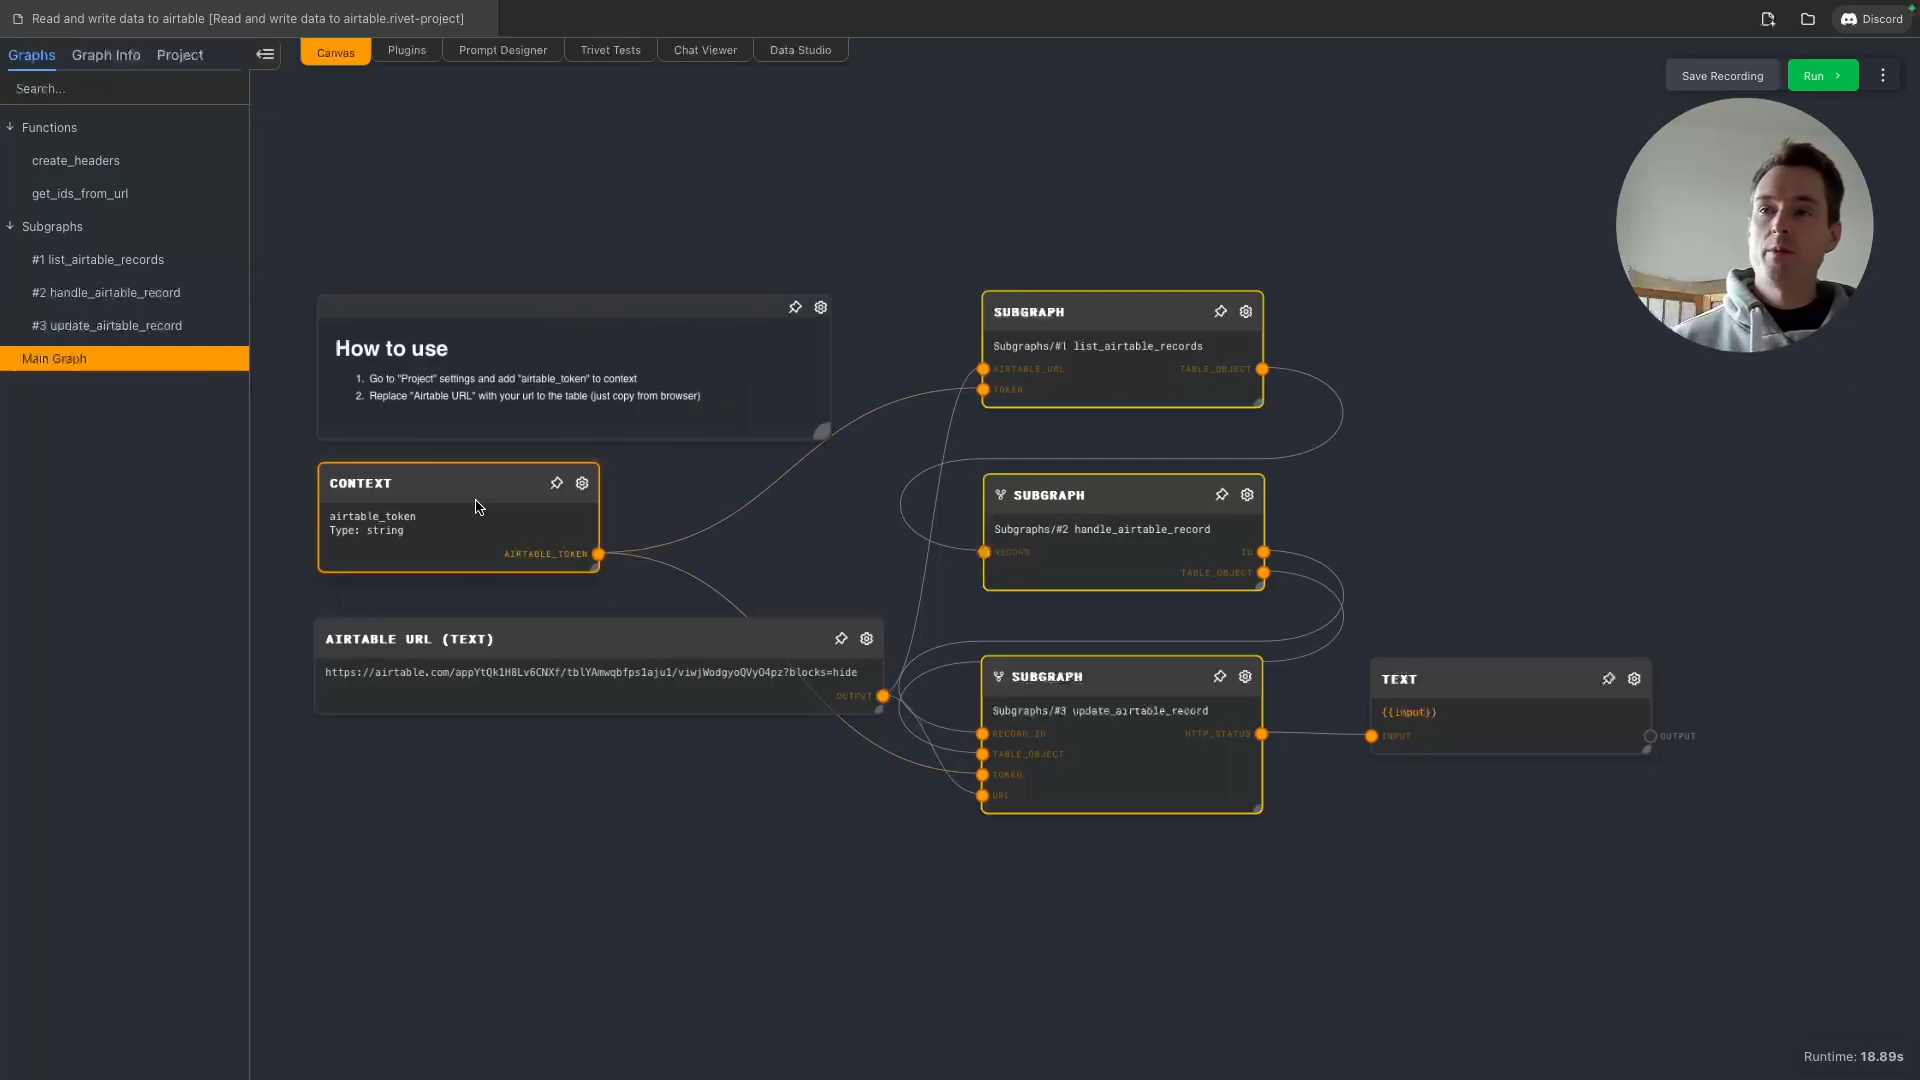 Read and write data to airtable [Read and write data to airtable.rivet-project]
Discord
Graphs
Graph Info
Project
Canvas
Plugins
Prompt Designer
Trivet Tests
Chat Viewer
Data Studio
Save Recording
Run
Search...
Functions
create_headers
get_ids_from_url
Subgraphs
#1 list_airtable_records
#2 handle_airtable_record
#3 update_airtable_record
Main Graph
How to use
1. Go to "Project" settings and add "airtable_token" to context
2. Replace "Airtable URL" with your url to the table (just copy from browser)
CONTEXT
airtable_token
Type: string
AIRTABLE_TOKEN
AIRTABLE URL (TEXT)
https://airtable.com/appYtQk1H8Lv6CNXf/tblYAmwqbfps1aju1/viwjWodgyoQVyO4pz?blocks=hide
OUTPUT
SUBGRAPH
Subgraphs/#1 list_airtable_records
AIRTABLE_URL
TABLE_OBJECT
TOKEN
SUBGRAPH
Subgraphs/#2 handle_airtable_record
RECORD
ID
TABLE_OBJECT
SUBGRAPH
Subgraphs/#3 update_airtable_record
RECORD_ID
HTTP_STATUS
TABLE_OBJECT
TOKEN
URL
TEXT
{{input}}
INPUT
OUTPUT
Runtime: 18.89s